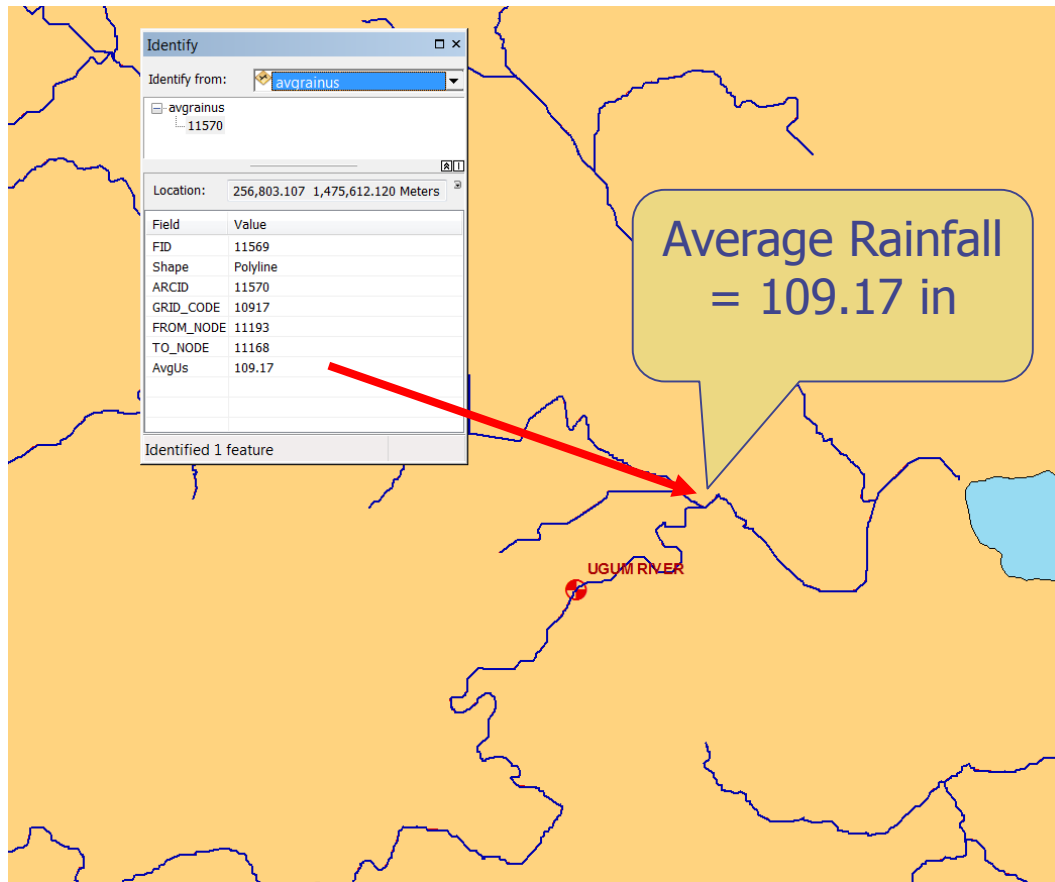 Identify
Identify from: avgrainus
avgrainus
11570
Location: 256,803.107 1,475,612.120 Meters
Field Value
FID 11569
Shape Polyline
ARCID 11570
GRID_CODE 10917
FROM_NODE 11193
TO_NODE 11168
AvgUs 109.17
Identified 1 feature
Average Rainfall
= 109.17 in
UGUM RIVER